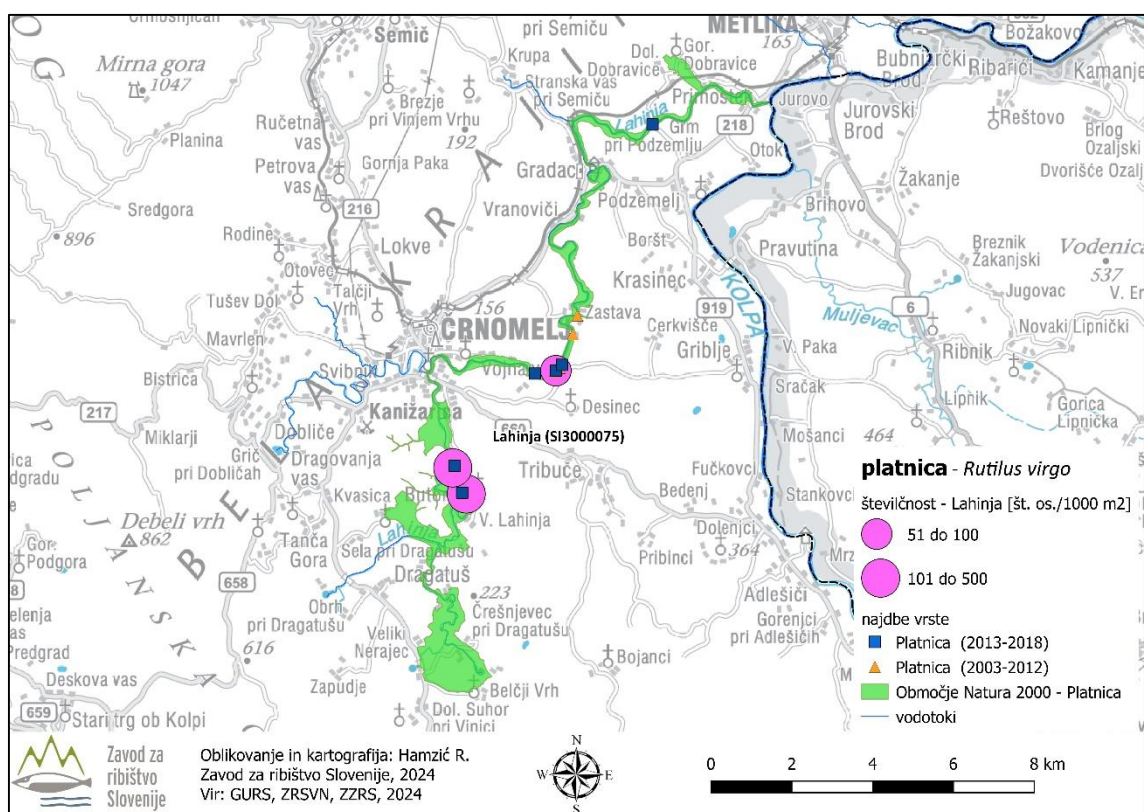 METLIKA
Božakovo
pri Semiču
Semič
Krupa
Dol. Gor.
Dobravice Dobravice
165
Bubnjarčki
Brod
Ribarići
Kamanje
Mirna gora
1047
Stranska vas
pri Semiču
Brezje
pri Vinjem Vrhu
Ručetna
vas
192
Primostek
Jurovo
Lahinja
218
Jurovski
Brod
Reštovo
Planina
Grm
pri Podzemlju
Otok
Brlog
Ozaljski
Petrova
vas
Gornja Paka
Gradac
Žakanje
Dvorišće Ozalj
Podzemelj
Sredgora
216
Vranoviči
Brihovo
896
Rodine
Lokve
Boršt
Pravutina
Breznik
Žakanjski
Vodenica
537
Otovec
Krasinec
Talčji
Vrh
Tušev Dol
156
Zastava
919
KOLPA
6
Jugovac
ČRNOMELJ
Cerkvišče
Muljevac
Novaki Lipnički
Mavrlen
Griblje
V. Paka
Ribnik
Svibnik
Vojna
Bistrica
Sračak
Desinec
Kanižarica
Lipnik
217
660
Gorica
Lipnička
Miklarji
Dobliče
Lahinja (SI3000075)
Mošanci
464
Grič
pri Dobličah
Dragovanja
vas
Tribuče
Fučkovci
Stankovci
Kvasica
Butoraj
Bedenj
BELA KRAJINA
POLJANSKA
Debeli vrh
862
V. Lahinja
Dolenjci
364
Tanča
Gora
Lahinja
Sela pri Dragatušu
Pribinci
Gor.
Podgora
Dragatuš
658
223
Adlešiči
Obrh
pri Dragatušu
Črešnjevec
pri Dragatušu
Gorenjci
pri Adlešičih
616
Predgrad
Veliki
Nerajec
Bojanci
Deskova vas
Zapudje
Belčji Vrh
659
Stari trg ob Kolpi
Dol. Suhor
pri Vinici
platnica - Rutilus virgo
številčnost - Lahinja [št. os./1000 m2]
51 do 100
101 do 500
najdbe vrste
Platnica (2013-2018)
Platnica (2003-2012)
Območje Natura 2000 - Platnica
vodotoki
Zavod za
ribištvo
Slovenije
Oblikovanje in kartografija: Hamzić R.
Zavod za ribištvo Slovenije, 2024
Vir: GURS, ZRSVN, ZZRS, 2024
N
W E
S
0 2 4 6 8 km